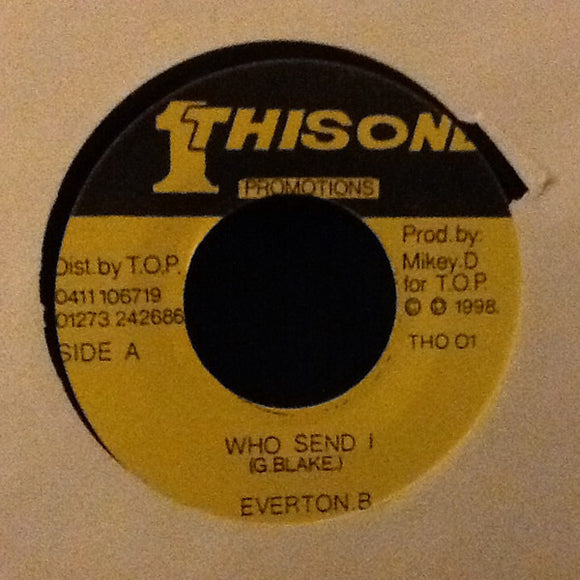 1 THISONE
PROMOTIONS
Dist. by T.O.P.
0411 106719
01273 242686
SIDE A
Prod. by:
Mikey.D
for T.O.P.
© ℗ 1998.
THO 01
WHO SEND I
(G.BLAKE.)
EVERTON.B